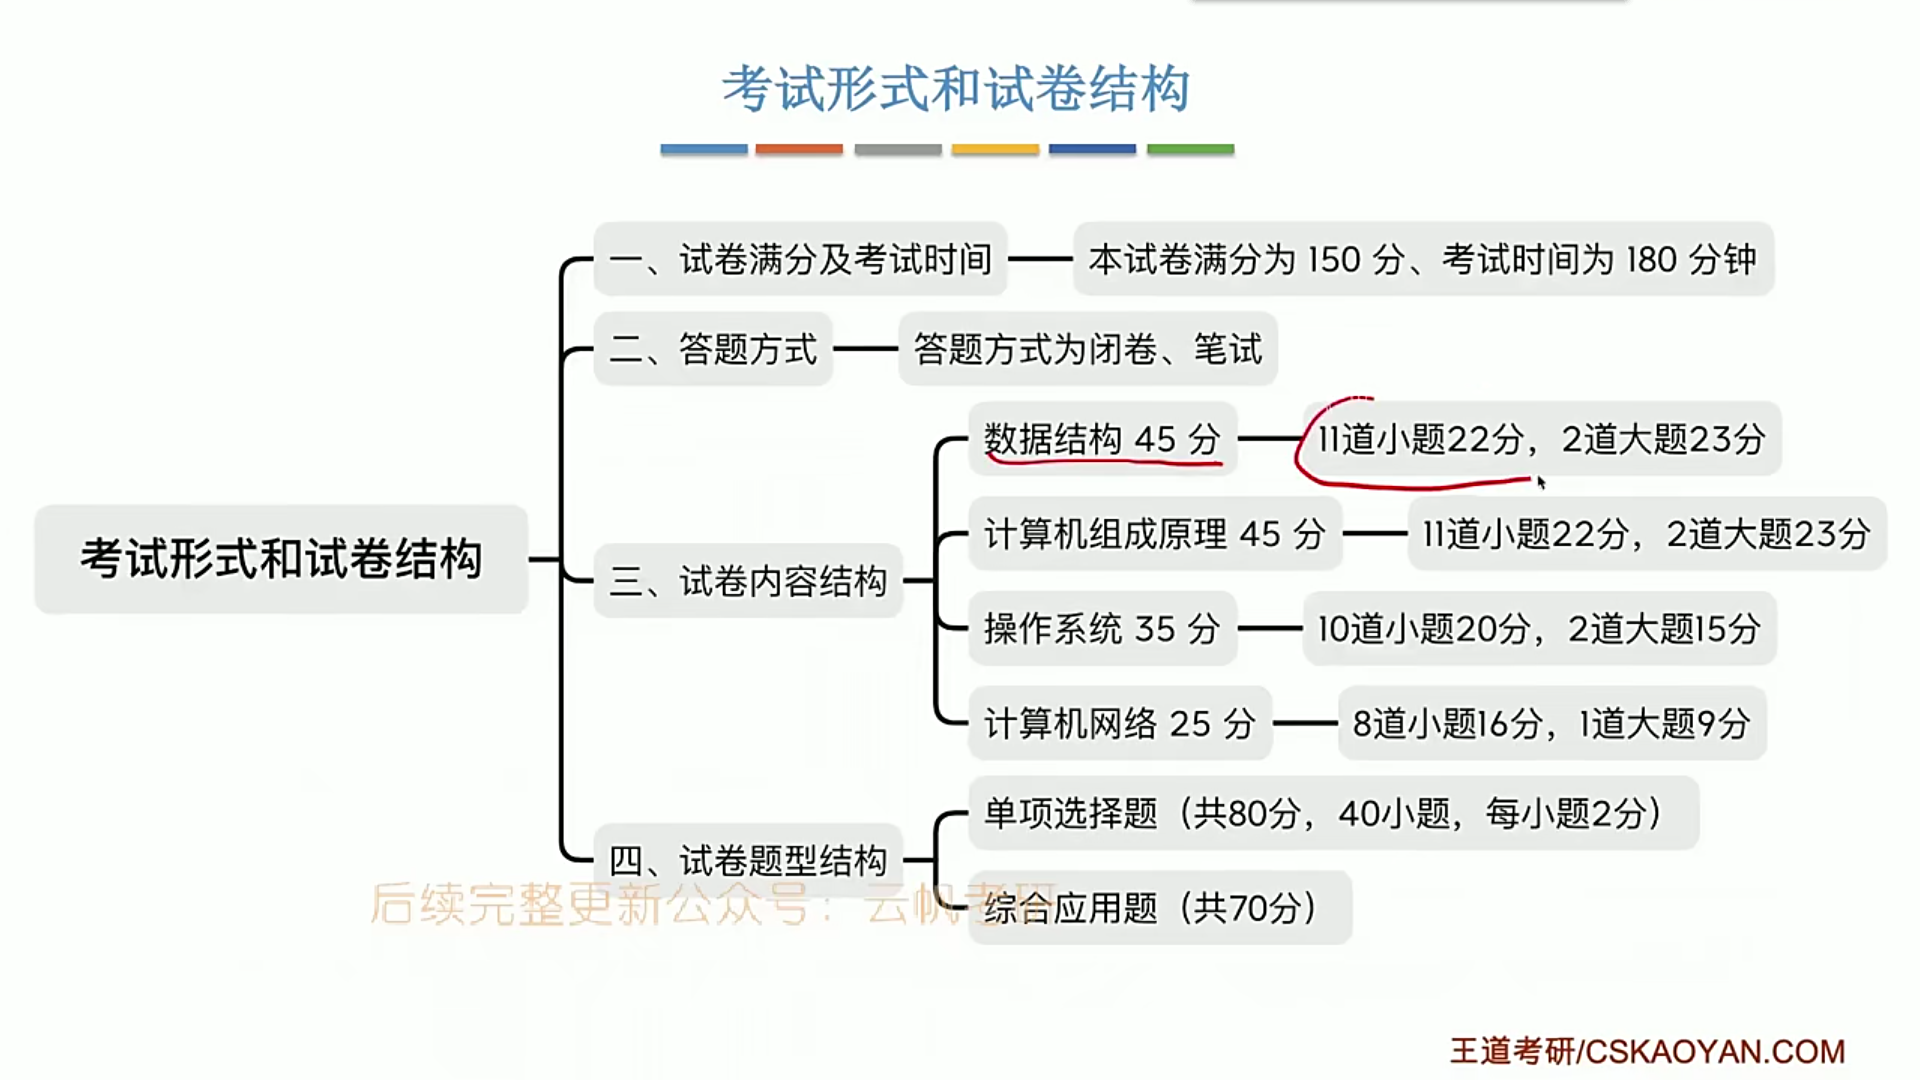 考试形式和试卷结构
考试形式和试卷结构
一、试卷满分及考试时间
本试卷满分为 150 分、考试时间为 180 分钟
二、答题方式
答题方式为闭卷、笔试
三、试卷内容结构
数据结构 45 分
11道小题22分，2道大题23分
计算机组成原理 45 分
11道小题22分，2道大题23分
操作系统 35 分
10道小题20分，2道大题15分
计算机网络 25 分
8道小题16分，1道大题9分
四、试卷题型结构
单项选择题（共80分，40小题，每小题2分）
综合应用题（共70分）
后续完整更新公众号：云帆考研
王道考研/CSKAOYAN.COM